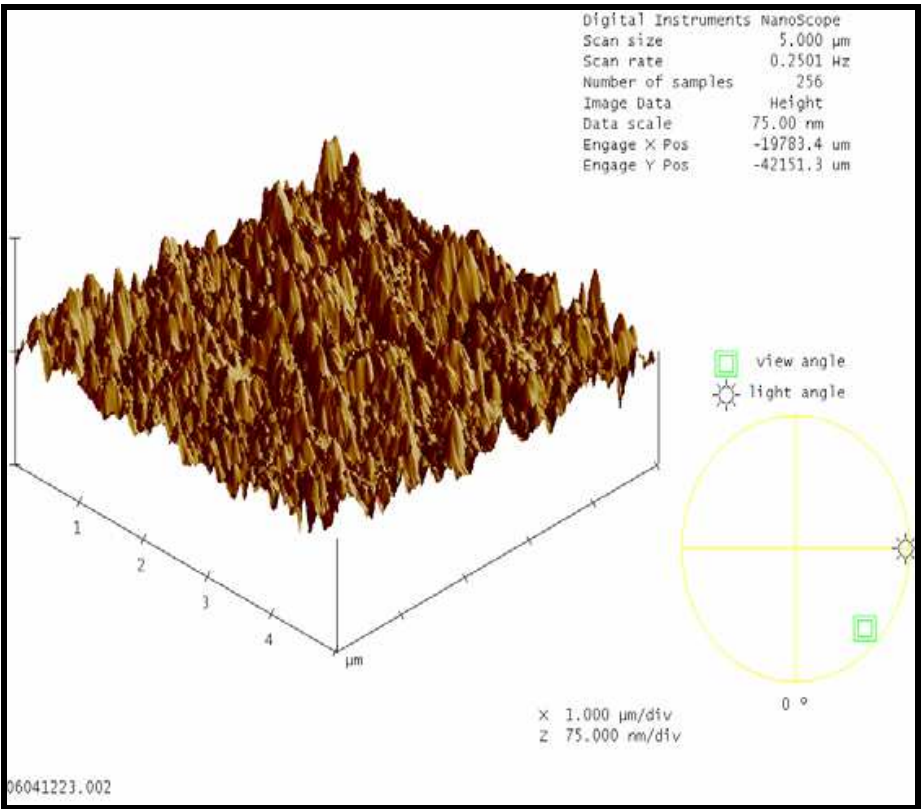 Digital Instruments NanoScope
Scan size 5.000 µm
Scan rate 0.2501 Hz
Number of samples 256
Image Data Height
Data scale 75.00 nm
Engage X Pos -19783.4 um
Engage Y Pos -42151.3 um
view angle
light angle
1
2
3
4
µm
0 °
X 1.000 µm/div
Z 75.000 nm/div
06041223.002